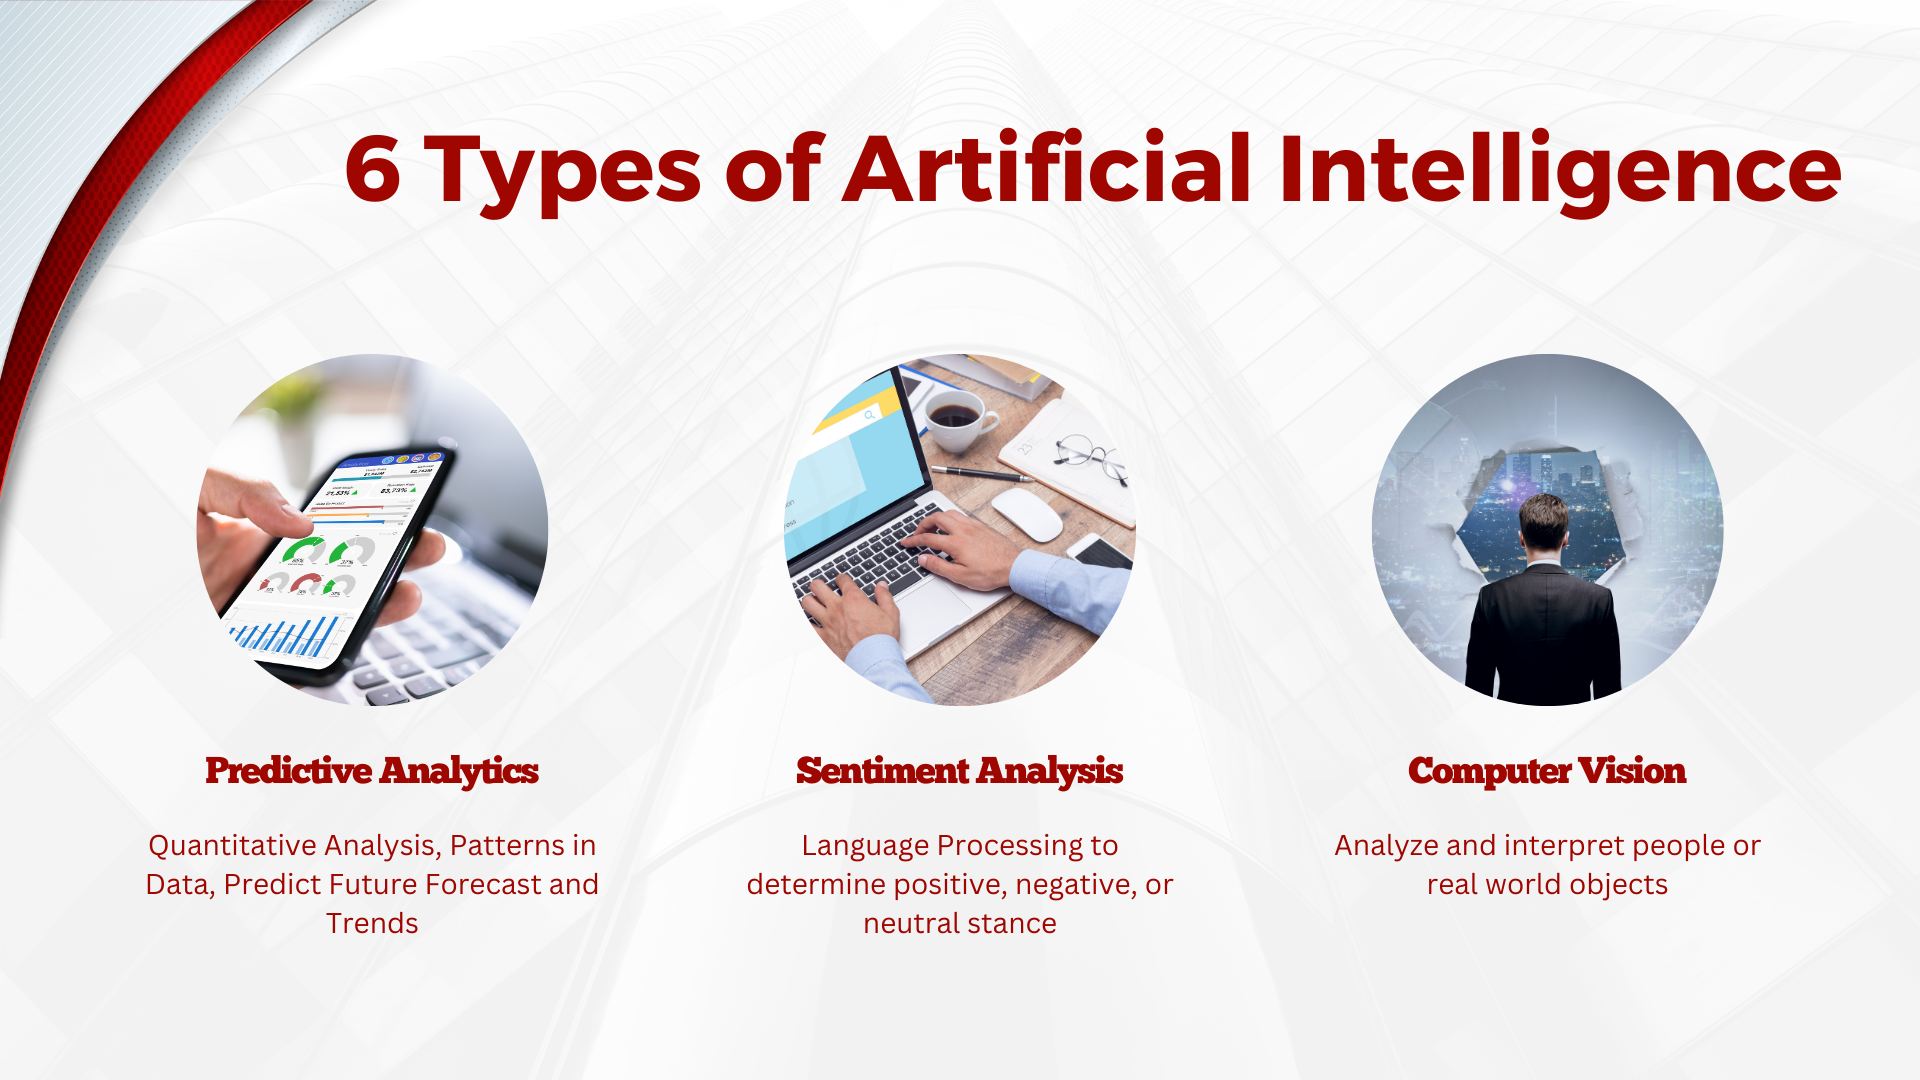 6 Types of Artificial Intelligence
Predictive Analytics
Quantitative Analysis, Patterns in
Data, Predict Future Forecast and
Trends
Sentiment Analysis
Language Processing to
determine positive, negative, or
neutral stance
Computer Vision
Analyze and interpret people or
real world objects